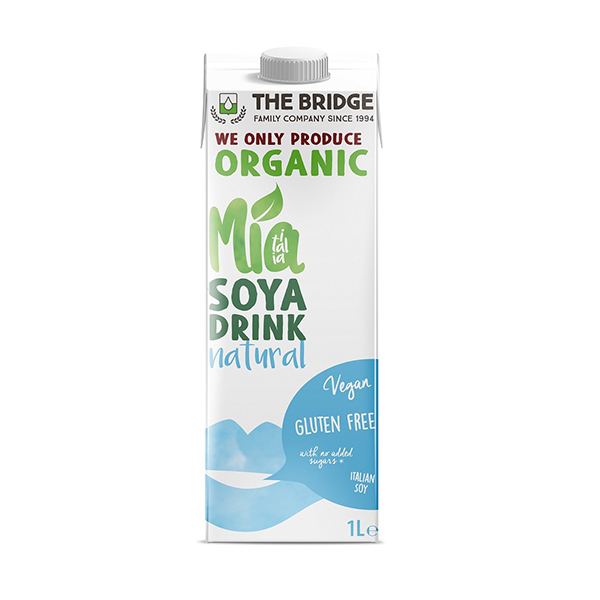 THE BRIDGE
FAMILY COMPANY SINCE 1994
WE ONLY PRODUCE
ORGANIC
Mia
italia
SOYA
DRINK
natural
Vegan
GLUTEN FREE
with no added
sugars *
ITALIAN
SOY
1L e